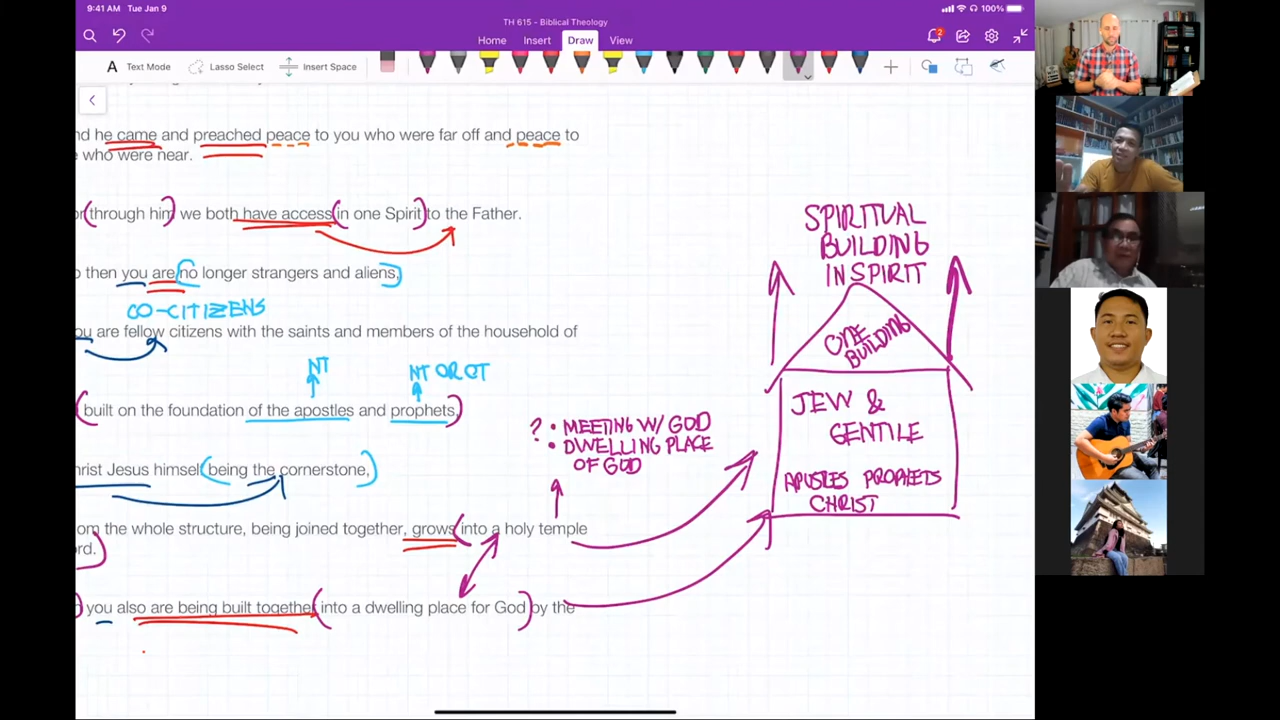 9:41 AM Tue Jan 9
100%
TH 615 - Biblical Theology
Home Insert Draw View
2
A Text Mode Lasso Select Insert Space
nd he came and preached peace to you who were far off and peace to
who were near.
(through him) we both have access (in one Spirit) to the Father.
then you are no longer strangers and aliens,
CO-CITIZENS
ou are fellow citizens with the saints and members of the household of
NT
NT OR OT
(built on the foundation of the apostles and prophets,)
hrist Jesus himself (being the cornerstone,)
om the whole structure, being joined together, grows (into a holy temple
rd.)
you also are being built together (into a dwelling place for God) by the
? • MEETING W/ GOD
• DWELLING PLACE
OF GOD
SPIRITUAL
BUILDING
IN SPIRIT
ONE
BUILDING
JEW &
GENTILE
APOSTLES PROPHETS
CHRIST